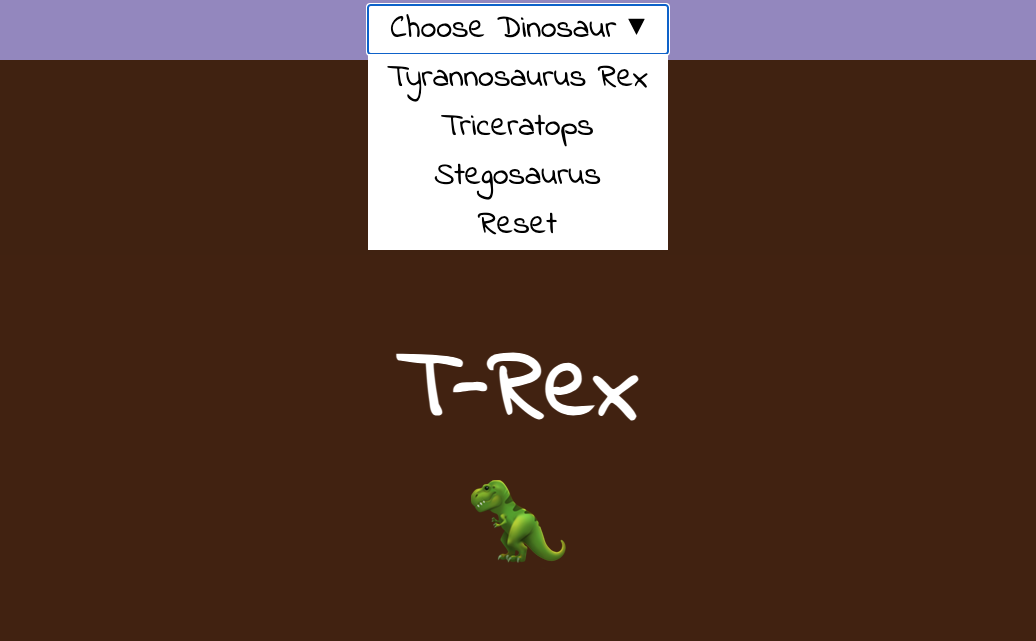 Choose Dinosaur ▼
Tyrannosaurus Rex
Triceratops
Stegosaurus
Reset
T-Rex